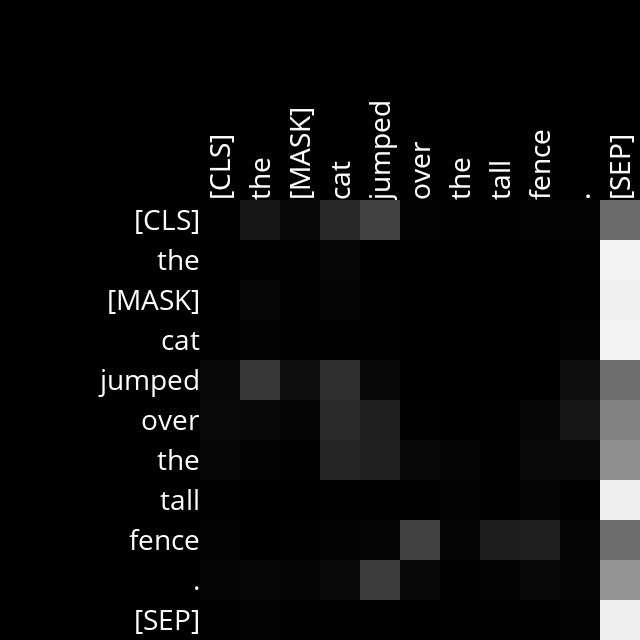 [CLS] the [MASK] cat jumped over the tall fence . [SEP]
[CLS]
the
[MASK]
cat
jumped
over
the
tall
fence
.
[SEP]